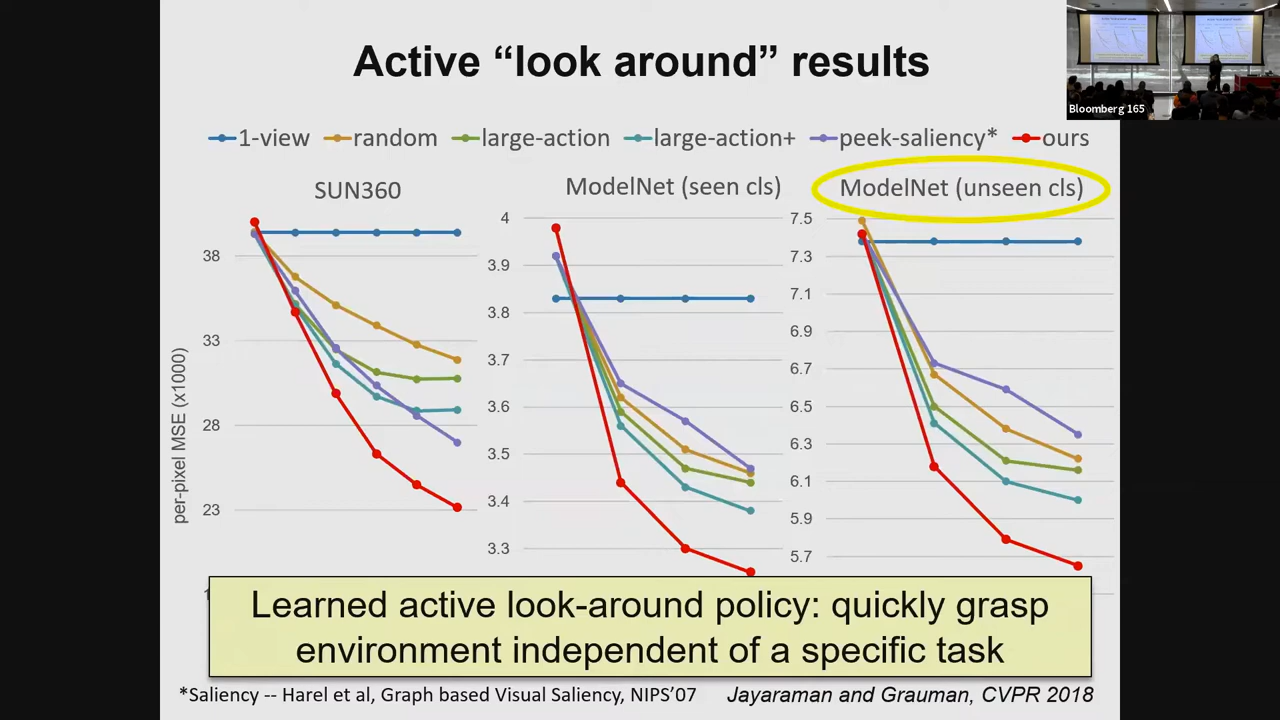 Active “look around” results
Bloomberg 165
1-view random large-action large-action+ peek-saliency* ours
SUN360
ModelNet (seen cls)
ModelNet (unseen cls)
per-pixel MSE (x1000)
38
33
28
23
4
3.9
3.8
3.7
3.6
3.5
3.4
3.3
7.5
7.3
7.1
6.9
6.7
6.5
6.3
6.1
5.9
5.7
Learned active look-around policy: quickly grasp
environment independent of a specific task
*Saliency -- Harel et al, Graph based Visual Saliency, NIPS'07
Jayaraman and Grauman, CVPR 2018